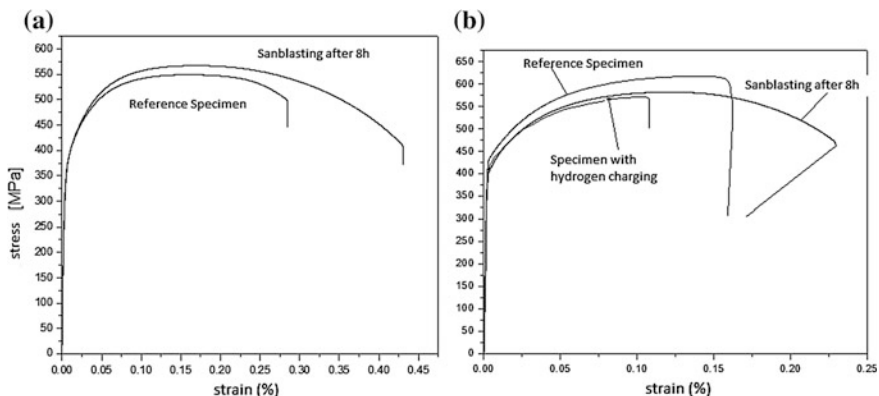 (a)
600
550
500
450
400
350
300
250
200
150
100
50
0
stress [MPa]
Sanblasting after 8h
Reference Specimen
0.00 0.05 0.10 0.15 0.20 0.25 0.30 0.35 0.40 0.45
strain (%)
(b)
650
600
550
500
450
400
350
300
250
200
150
100
50
0
Reference Specimen
Sanblasting after 8h
Specimen with
hydrogen charging
0.00 0.05 0.10 0.15 0.20 0.25
strain (%)